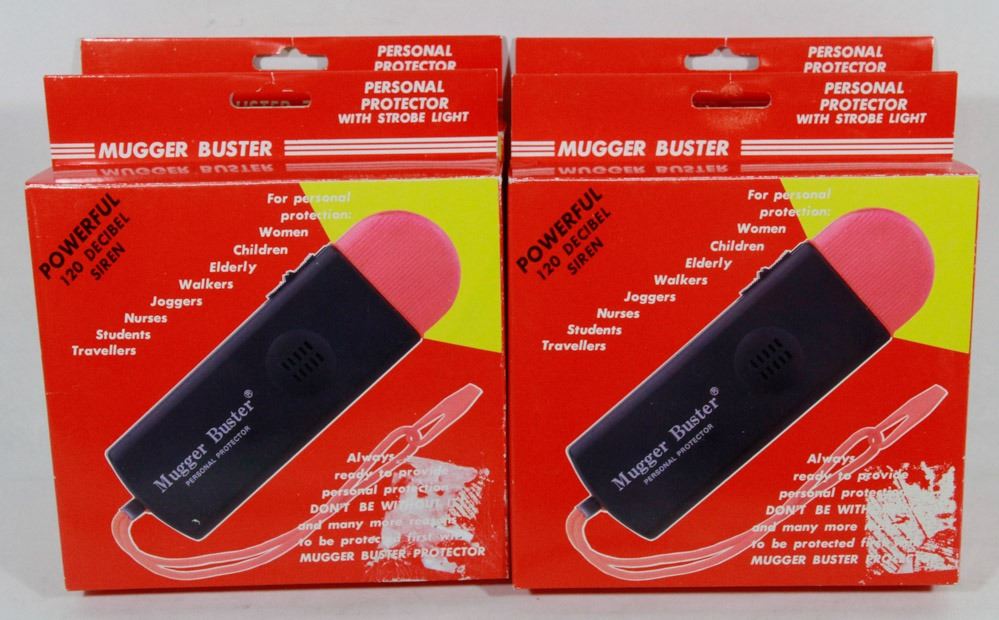 PERSONAL
PROTECTOR
PERSONAL
PROTECTOR
WITH STROBE LIGHT
MUGGER BUSTER
MUGGER BUSTER
POWERFUL
120 DECIBEL
SIREN
For personal
protection:
Women
Children
Elderly
Walkers
Joggers
Nurses
Students
Travellers
Mugger Buster®
PERSONAL PROTECTOR
Always
ready to provide
personal protection
DON'T BE WITHOUT
and many more reasons
to be protected first with
MUGGER BUSTER PROTECTOR
PERSONAL
PROTECTOR
PERSONAL
PROTECTOR
WITH STROBE LIGHT
MUGGER BUSTER
MUGGER BUSTER
POWERFUL
120 DECIBEL
SIREN
For personal
protection:
Women
Children
Elderly
Walkers
Joggers
Nurses
Students
Travellers
Mugger Buster®
PERSONAL PROTECTOR
Always
ready to provide
personal protection
DON'T BE
and many more
to be protected
MUGGER BUSTER